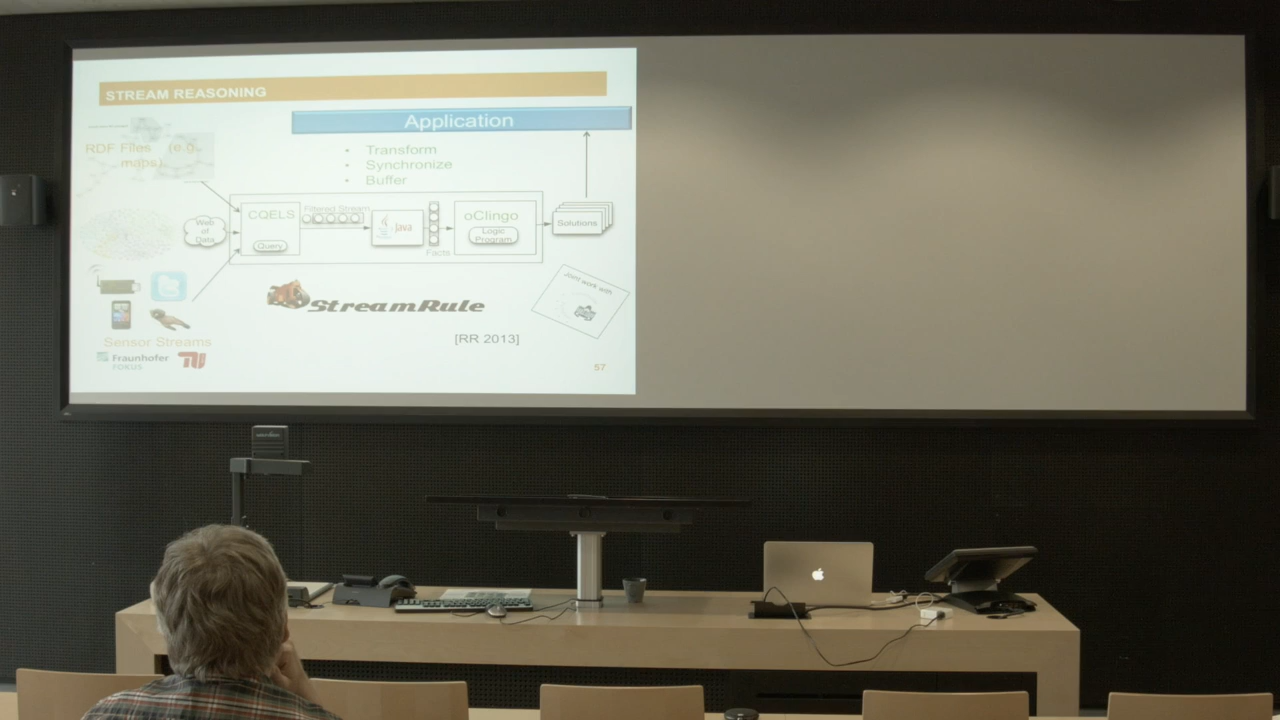 STREAM REASONING
Application
RDF Files (e.g.,
maps)
• Transform
• Synchronize
• Buffer
CQELS
Filtered Stream
Java
oClingo
Web
of
Data
Query
Logic
Program
Solutions
Facts
StreamRule
Joint work with
[RR 2013]
Sensor Streams
Fraunhofer
FOKUS
57